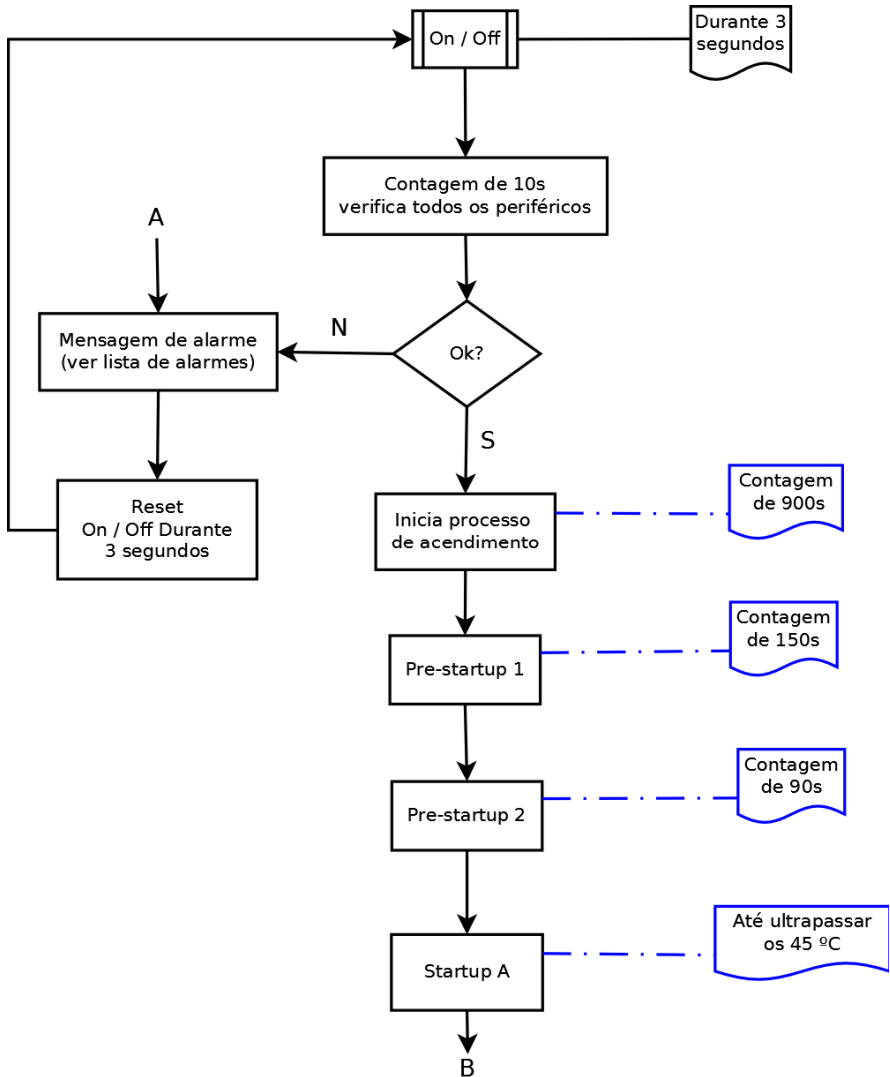 On / Off
Durante 3
segundos
Contagem de 10s
verifica todos os periféricos
A
Mensagem de alarme
(ver lista de alarmes)
N
Ok?
S
Reset
On / Off Durante
3 segundos
Inicia processo
de acendimento
Contagem
de 900s
Pre-startup 1
Contagem
de 150s
Pre-startup 2
Contagem
de 90s
Startup A
Até ultrapassar
os 45 ºC
B